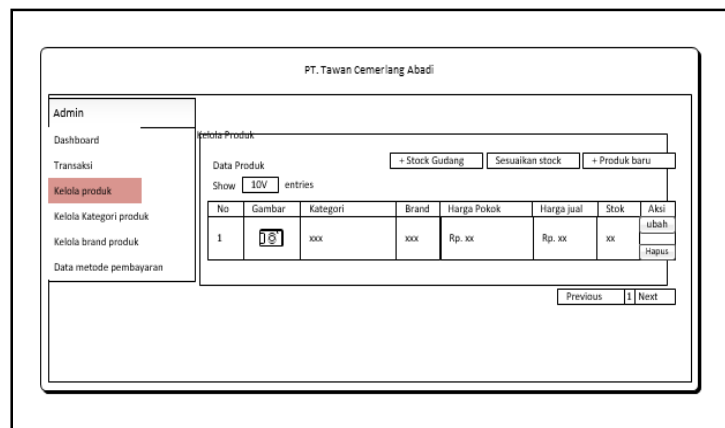 PT. Tawan Cemerlang Abadi
Admin
Dashboard
Transaksi
Kelola produk
Kelola Kategori produk
Kelola brand produk
Data metode pembayaran
Kelola Produk
Data Produk
+ Stock Gudang
Sesuaikan stock
+ Produk baru
Show 10V entries
No Gambar Kategori Brand Harga Pokok Harga jual Stok Aksi
1 xxx xxx Rp. xx Rp. xx xx ubah
Hapus
Previous 1 Next